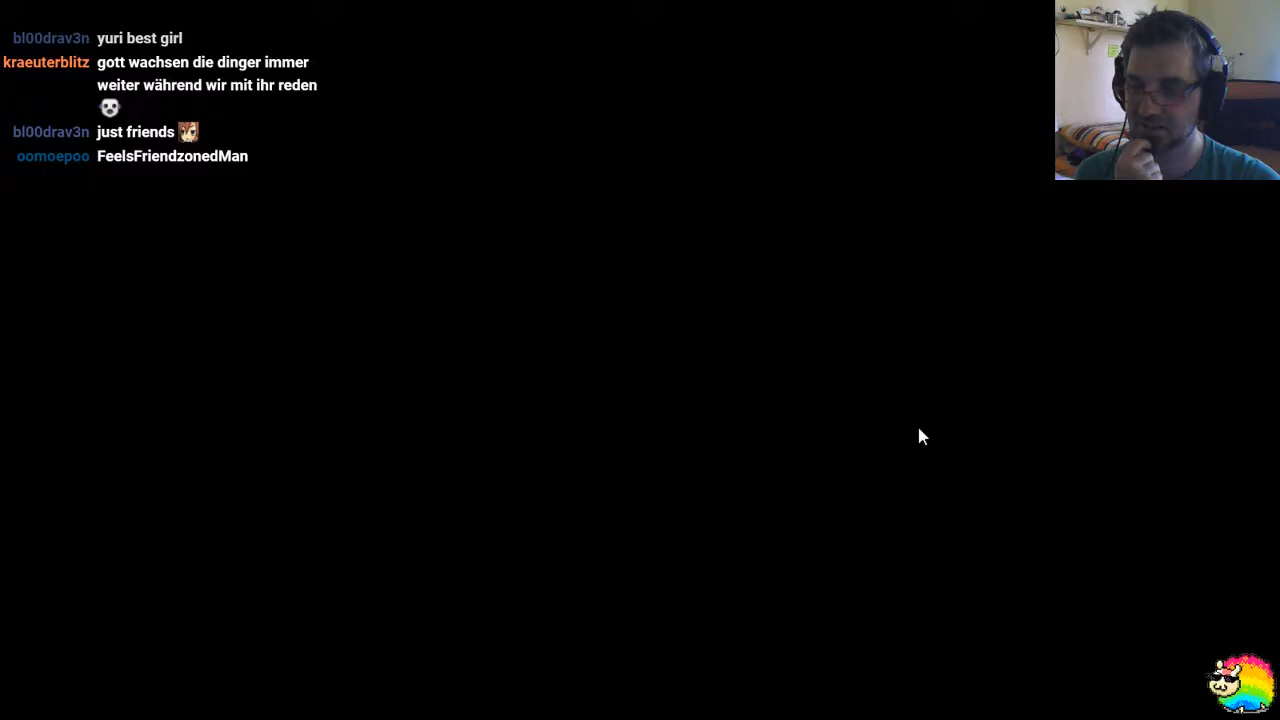 bl00drav3n yuri best girl
kraeuterblitz gott wachsen die dinger immer
weiter während wir mit ihr reden
bl00drav3n just friends
oomoepoo FeelsFriendzonedMan